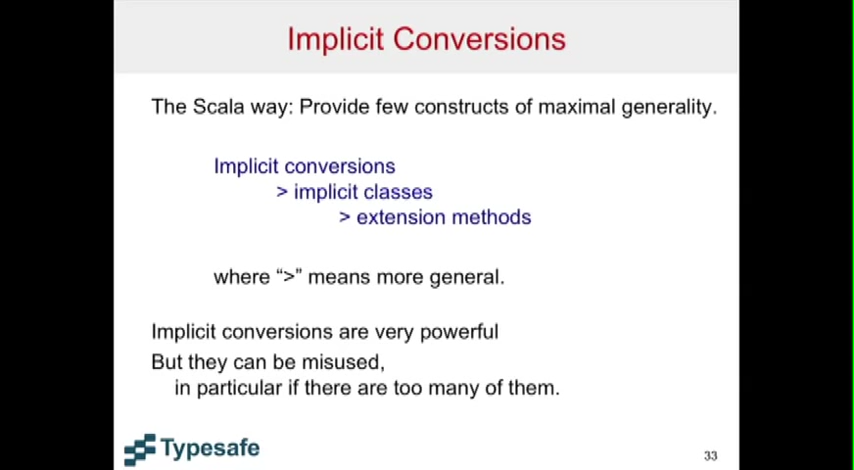 Implicit Conversions
The Scala way: Provide few constructs of maximal generality.
Implicit conversions
> implicit classes
> extension methods
where “>” means more general.
Implicit conversions are very powerful
But they can be misused,
in particular if there are too many of them.
Typesafe
33